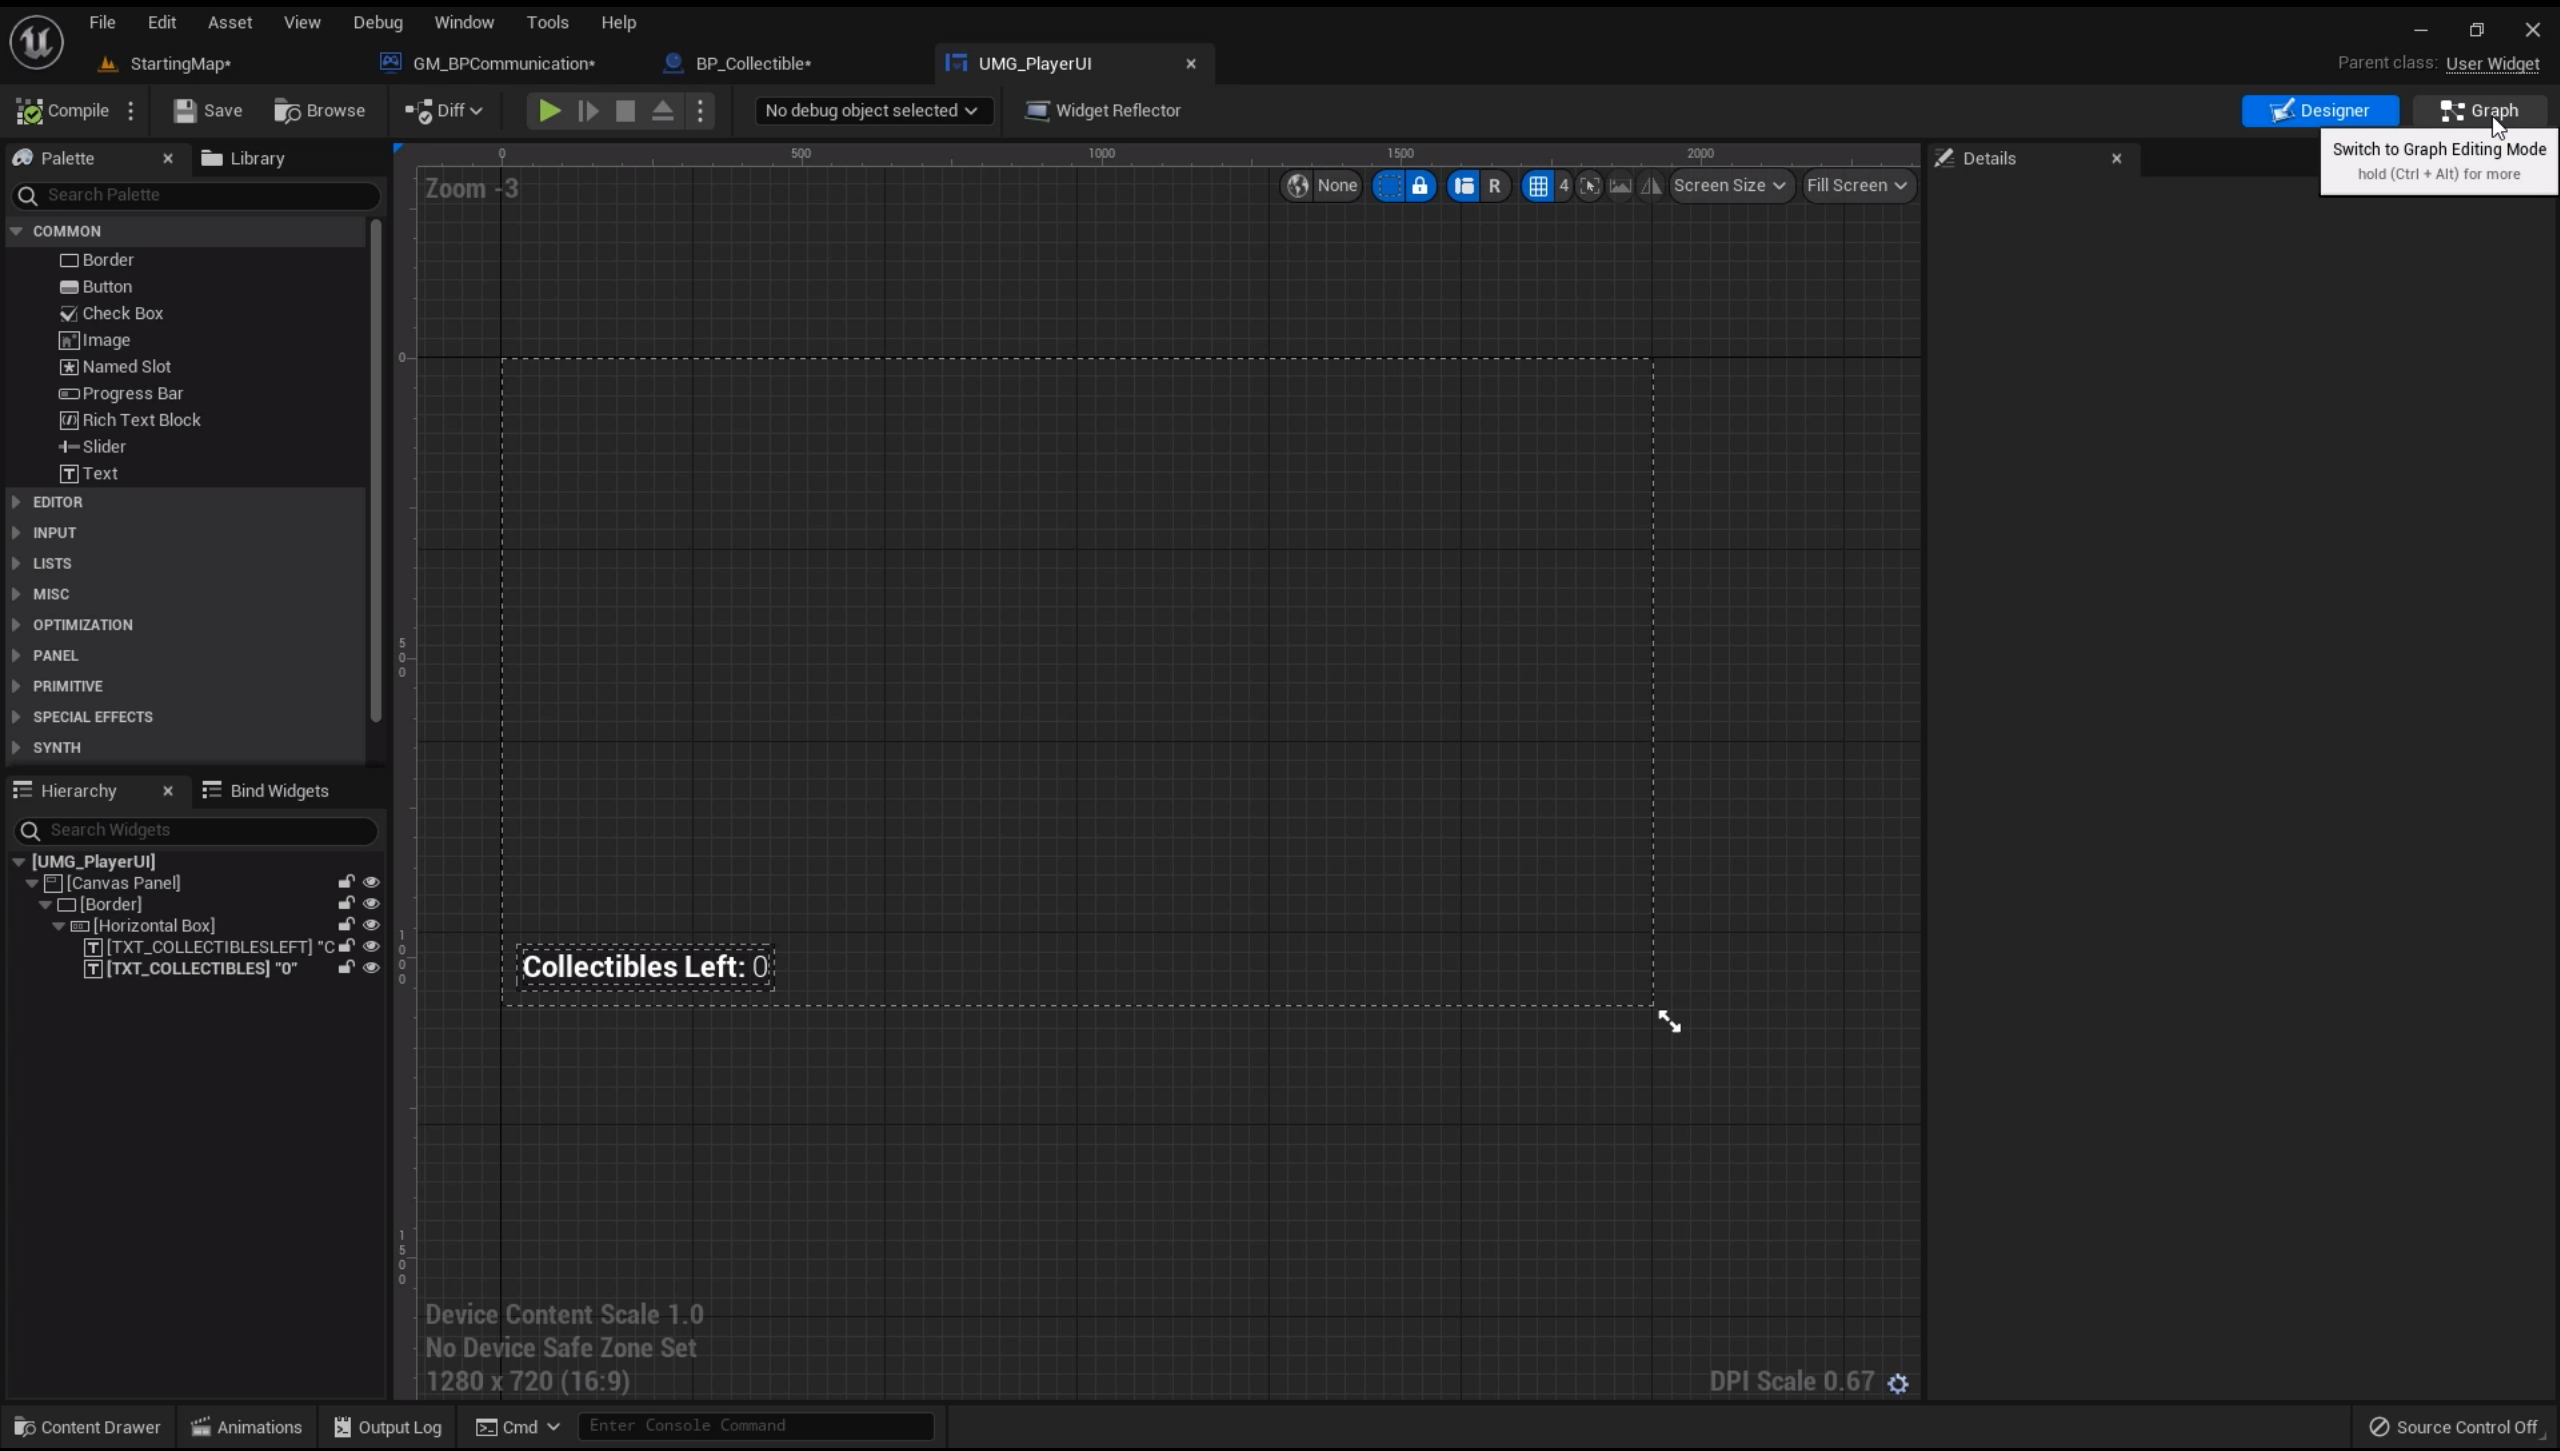 File Edit Asset View Debug Window Tools Help
StartingMap* GM_BPCommunication* BP_Collectible* UMG_PlayerUI
Parent class: User Widget
Compile Save Browse Diff No debug object selected Widget Reflector Designer Graph
Switch to Graph Editing Mode
hold (Ctrl + Alt) for more
Palette Library
Search Palette
COMMON
Border
Button
Check Box
Image
Named Slot
Progress Bar
Rich Text Block
Slider
Text
EDITOR
INPUT
LISTS
MISC
OPTIMIZATION
PANEL
PRIMITIVE
SPECIAL EFFECTS
SYNTH
Hierarchy Bind Widgets
Search Widgets
[UMG_PlayerUI]
[Canvas Panel]
[Border]
[Horizontal Box]
[TXT_COLLECTIBLESLEFT] "C
[TXT_COLLECTIBLES] "0"
0 500 1000 1500 2000
Zoom -3
None R 4 Screen Size Fill Screen
0
500
1000
1500
Collectibles Left: 0
Device Content Scale 1.0
No Device Safe Zone Set
1280 x 720 (16:9)
DPI Scale 0.67
Details
Content Drawer Animations Output Log Cmd Enter Console Command Source Control Off